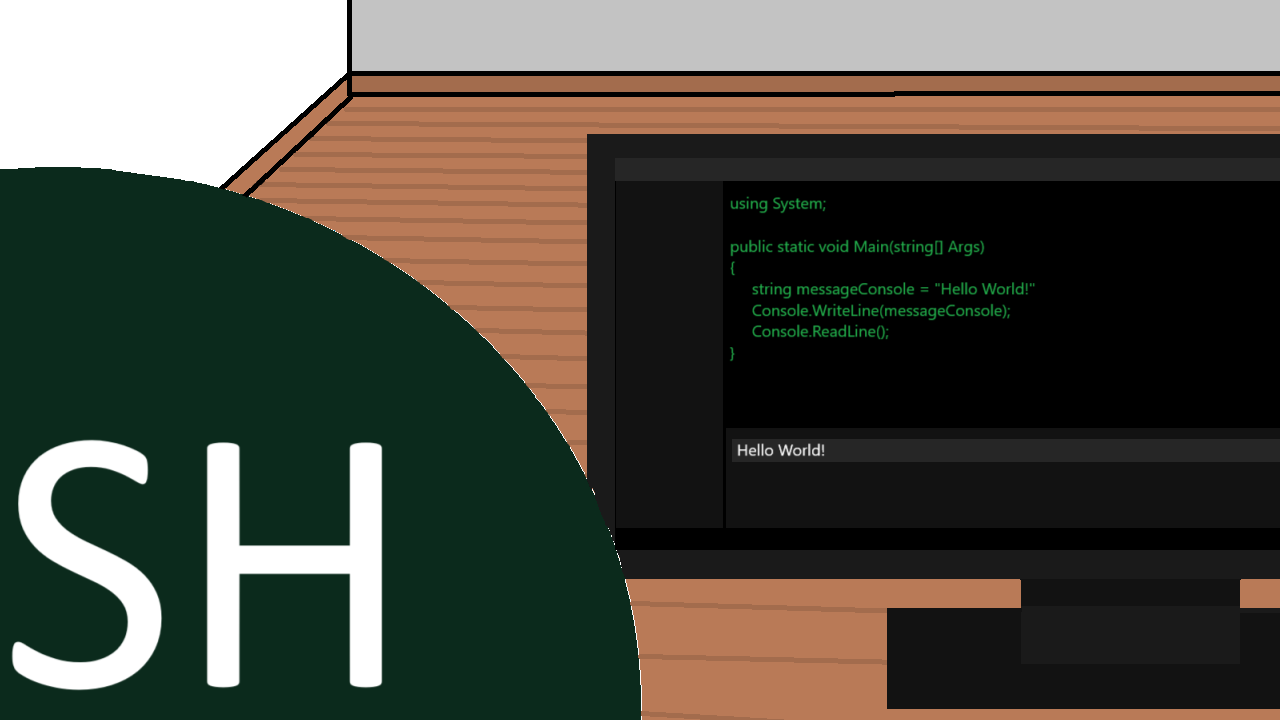 using System;
public static void Main(string[] Args)
{
string messageConsole = "Hello World!"
Console.WriteLine(messageConsole);
Console.ReadLine();
}
Hello World!
SH